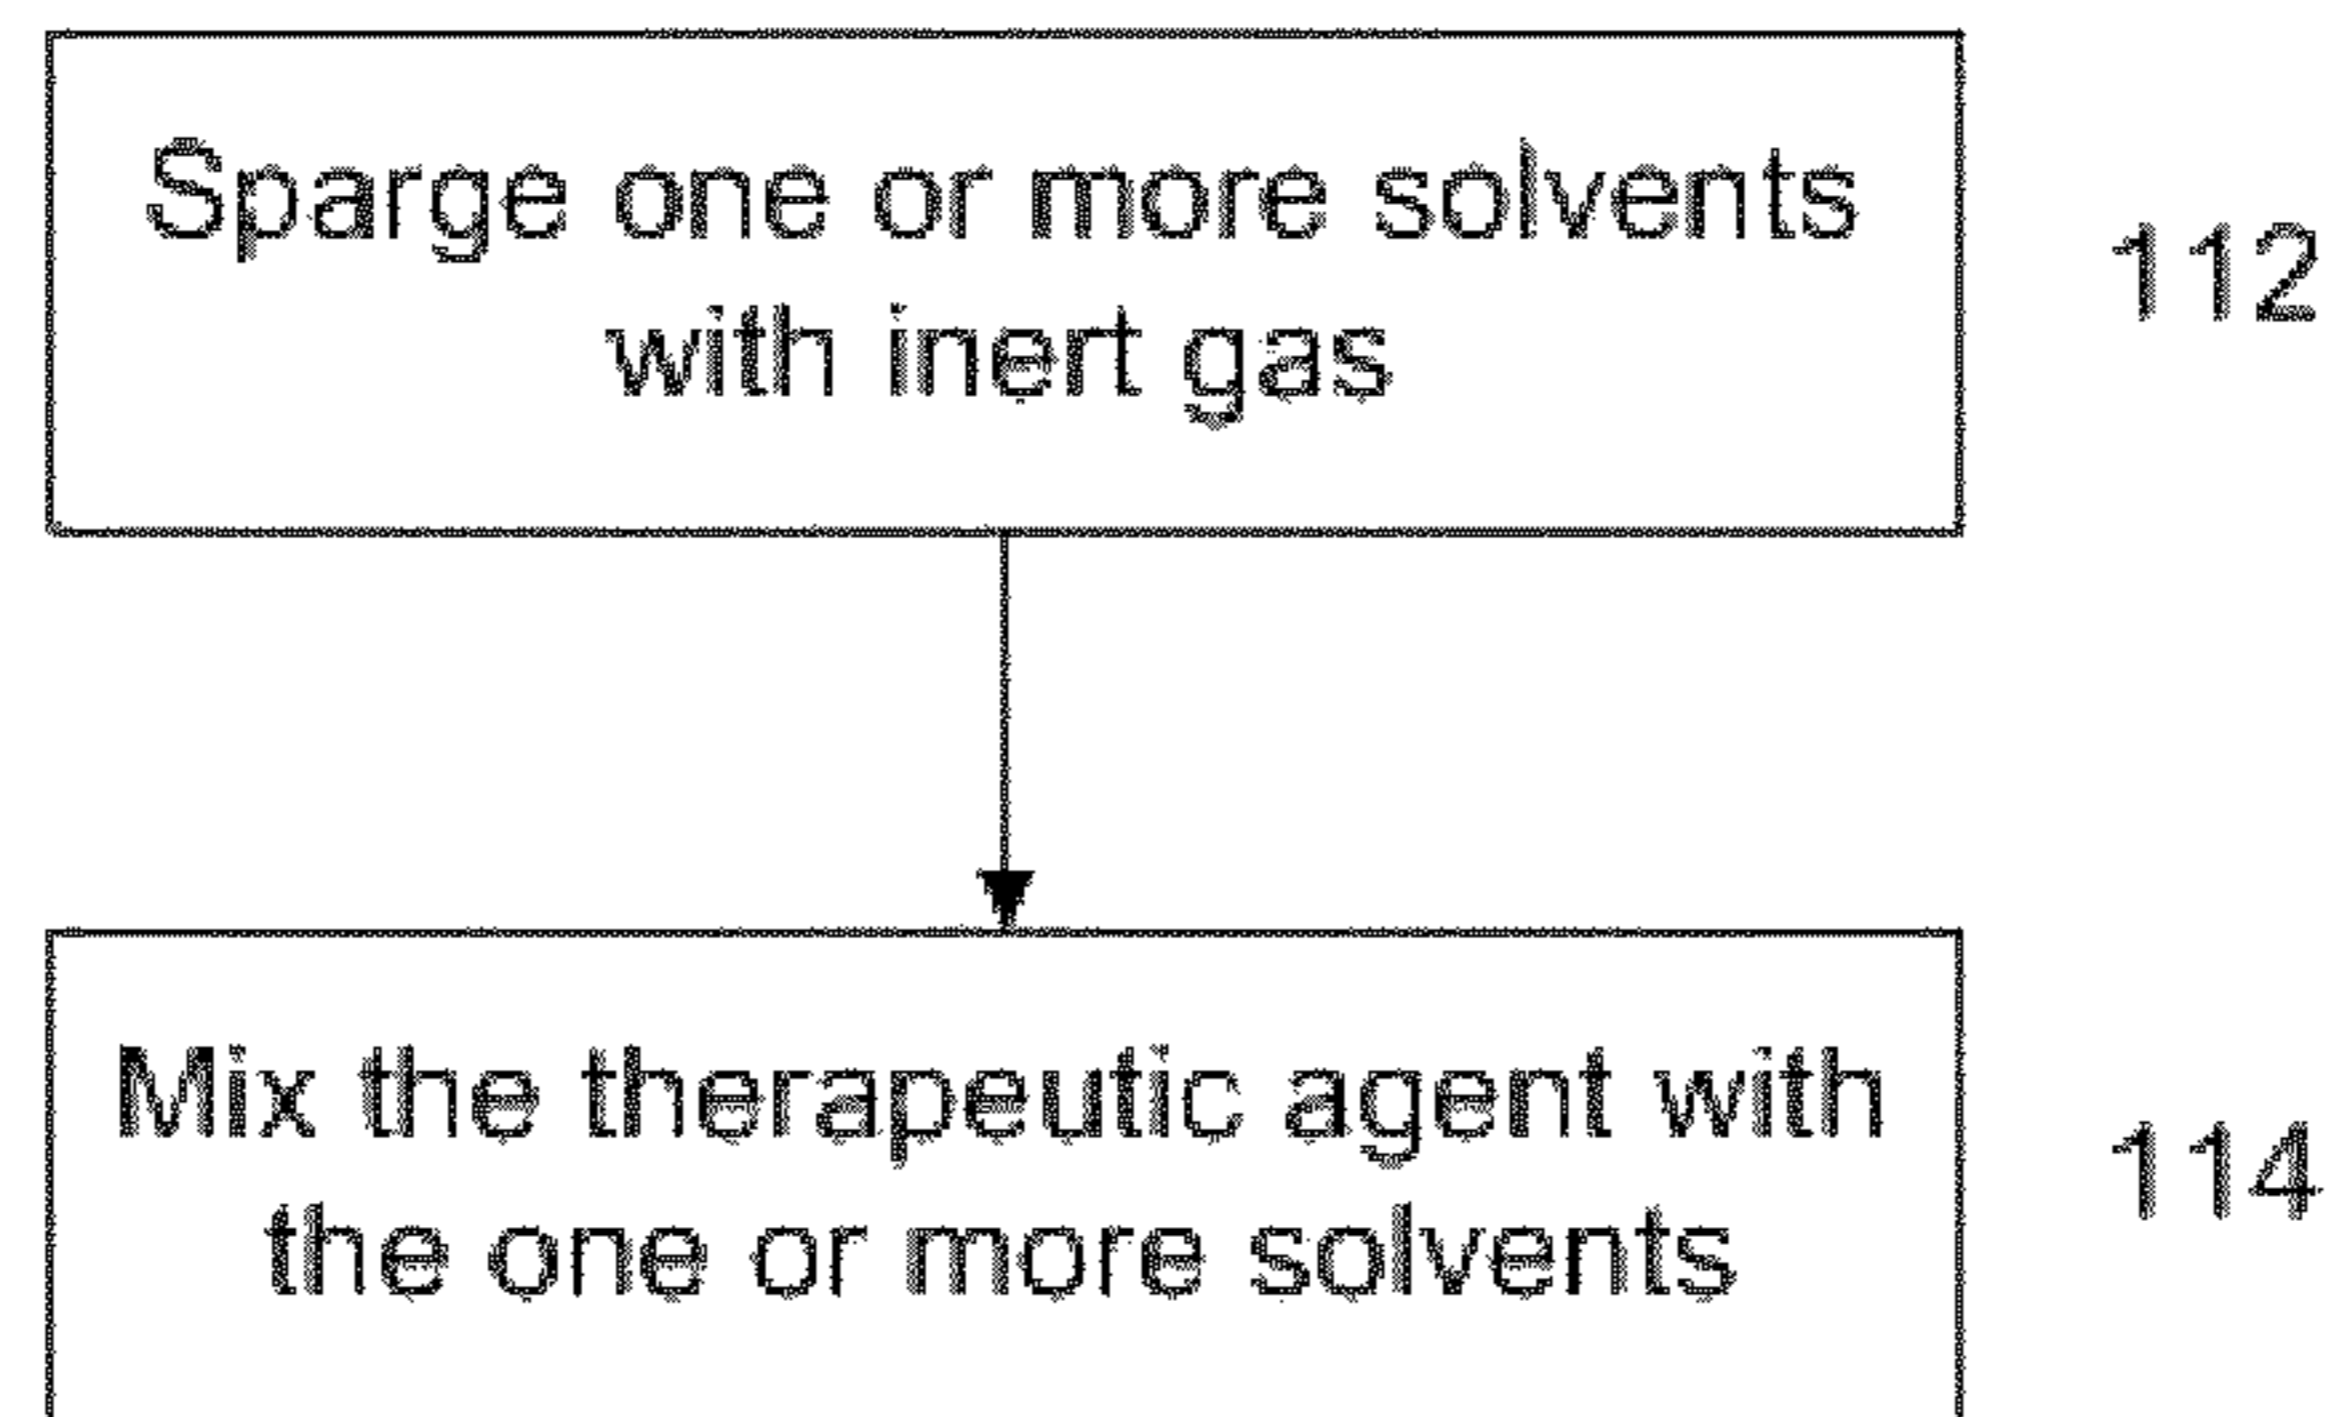 Sparge one or more solvents
with inert gas
112
Mix the therapeutic agent with
the one or more solvents
114